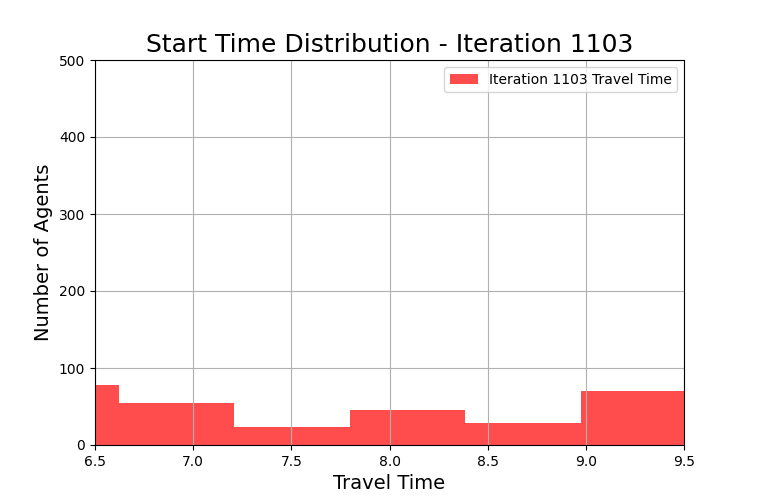 Start Time Distribution - Iteration 1103
Iteration 1103 Travel Time
Number of Agents
500
400
300
200
100
0
6.5 7.0 7.5 8.0 8.5 9.0 9.5
Travel Time